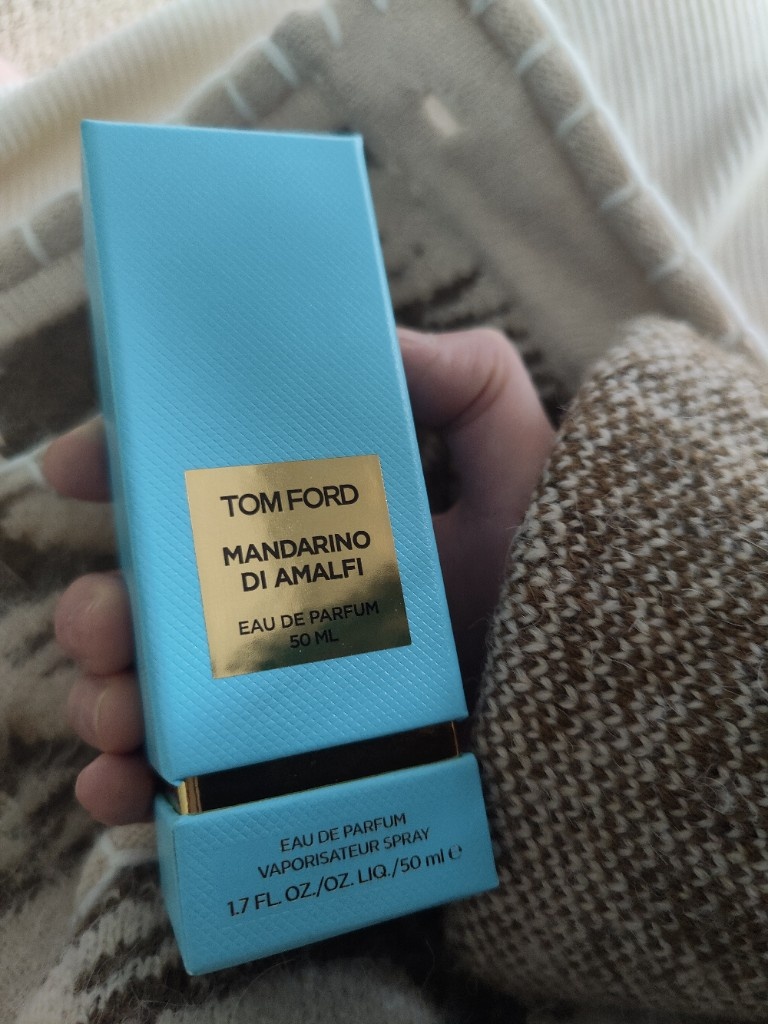 TOM FORD
MANDARINO
DI AMALFI
EAU DE PARFUM
50 ML
EAU DE PARFUM
VAPORISATEUR SPRAY
1.7 FL. OZ./OZ. LIQ./50 ml ℮